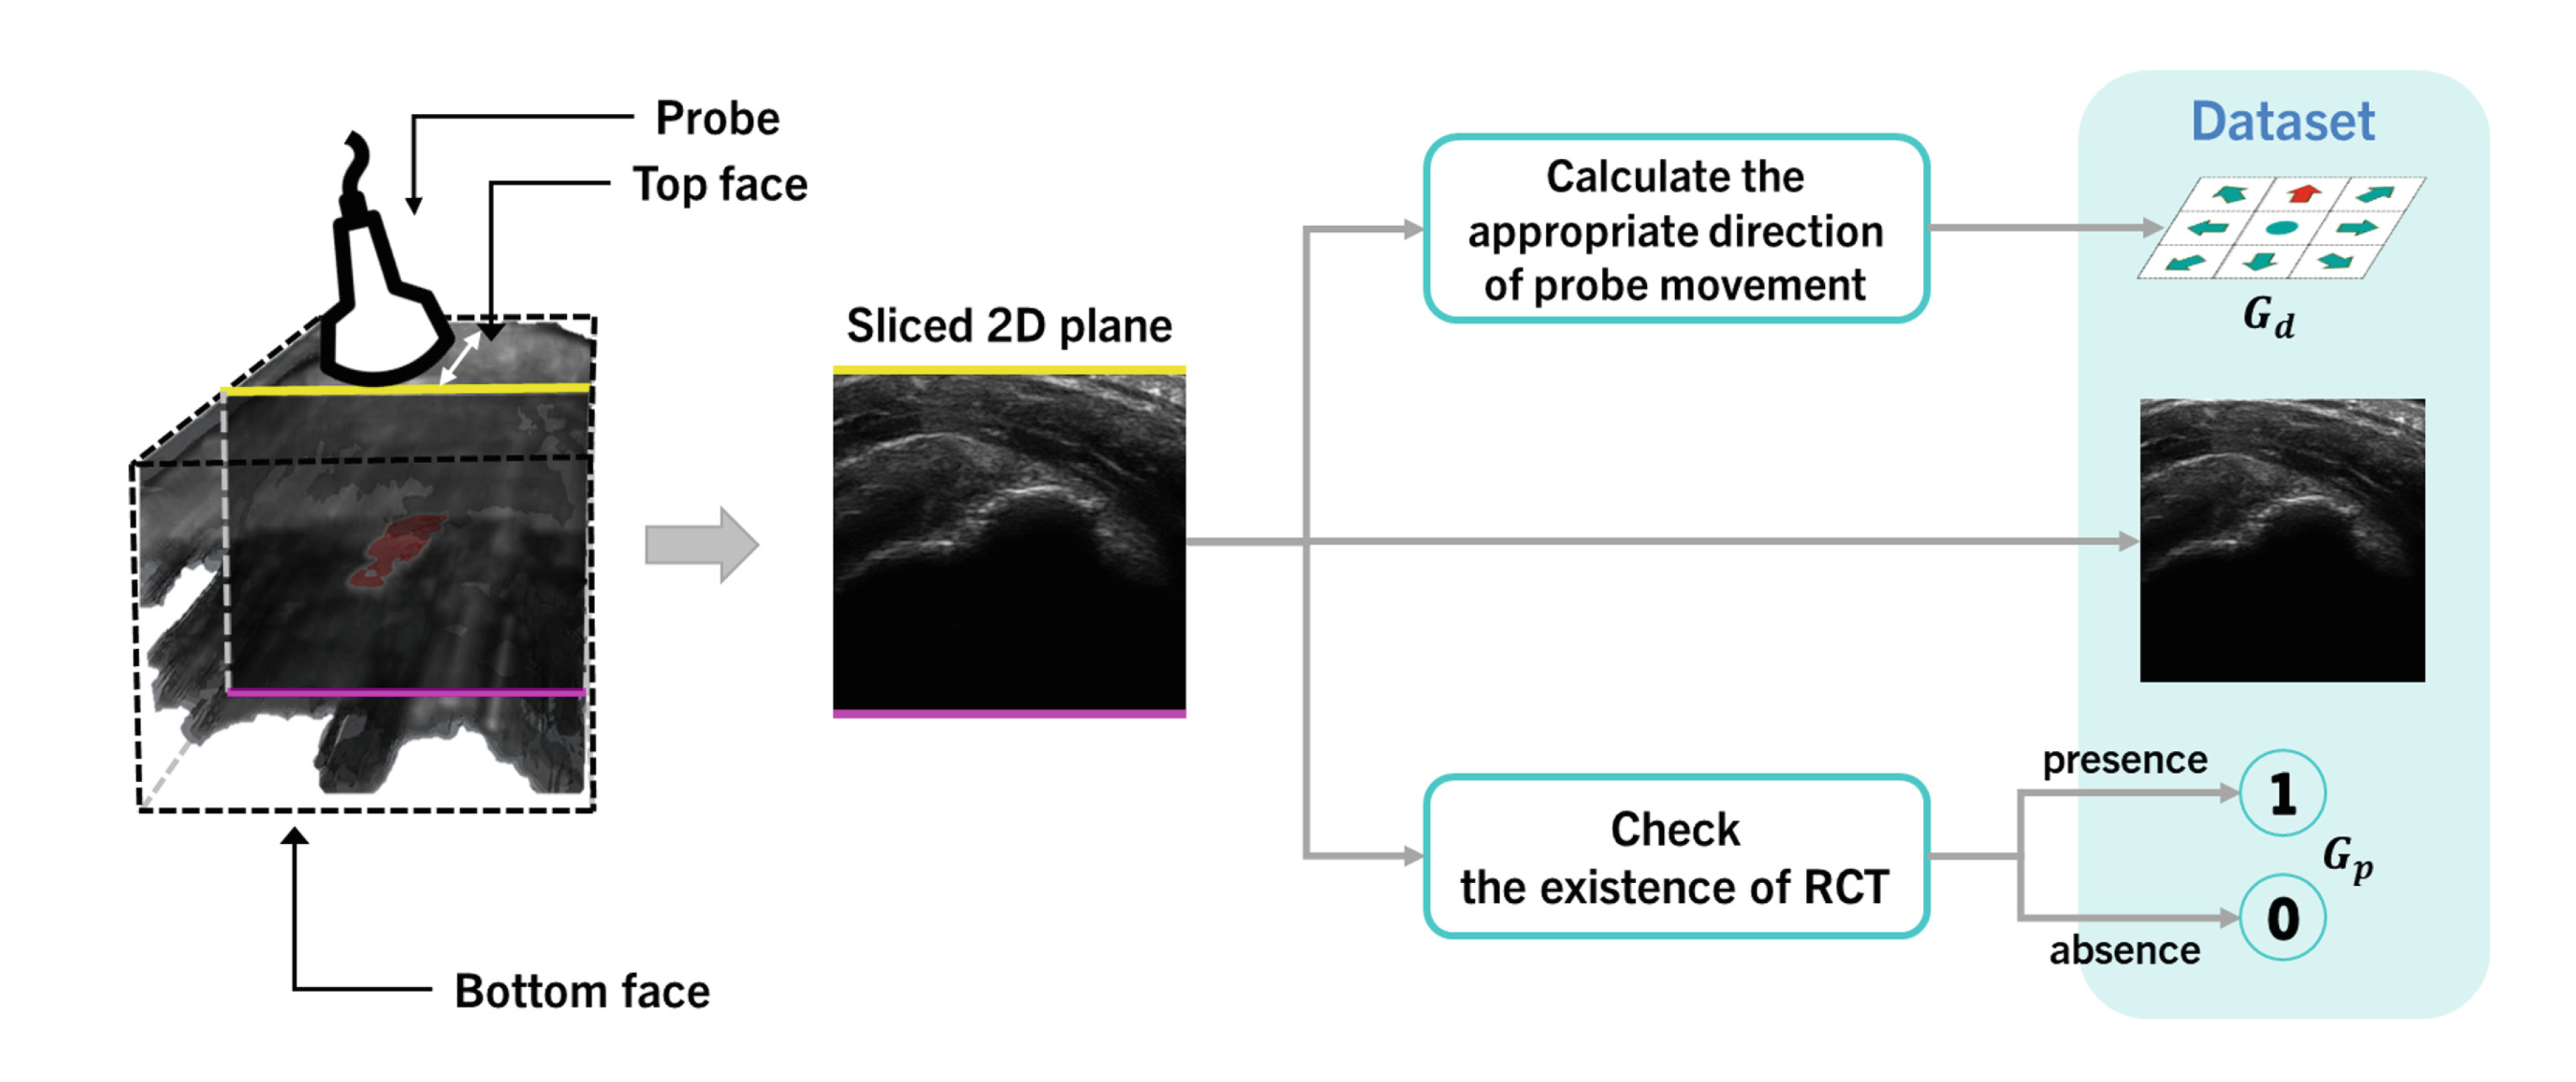 Probe
Top face
Bottom face
Sliced 2D plane
Calculate the
appropriate direction
of probe movement
Check
the existence of RCT
Dataset
G_d
presence
1
G_p
0
absence